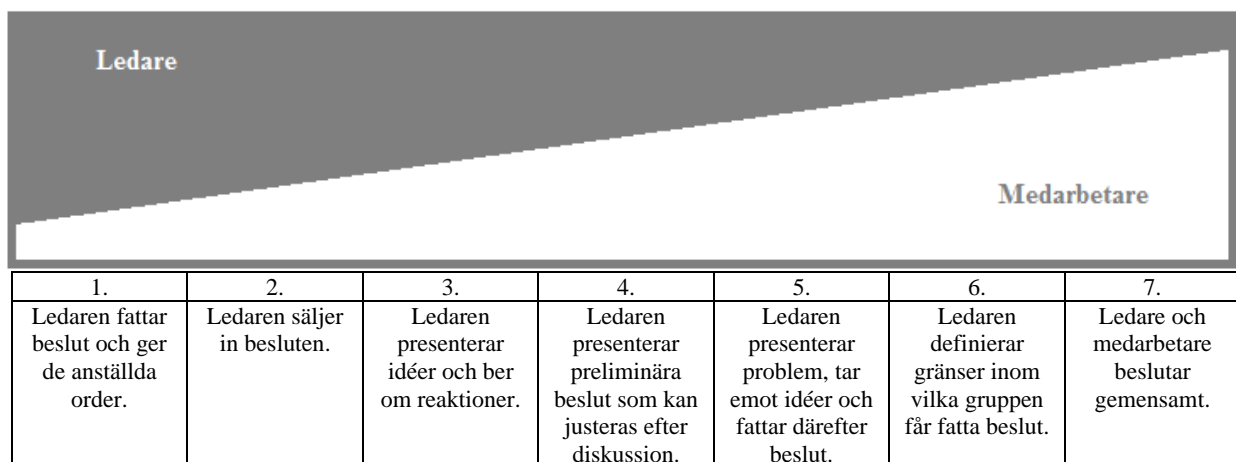 Ledare
Medarbetare
1.
Ledaren fattar
beslut och ger
de anställda
order.
2.
Ledaren säljer
in besluten.
3.
Ledaren
presenterar
idéer och ber
om reaktioner.
4.
Ledaren
presenterar
preliminära
beslut som kan
justeras efter
diskussion.
5.
Ledaren
presenterar
problem, tar
emot idéer och
fattar därefter
beslut.
6.
Ledaren
definierar
gränser inom
vilka gruppen
får fatta beslut.
7.
Ledare och
medarbetare
beslutar
gemensamt.